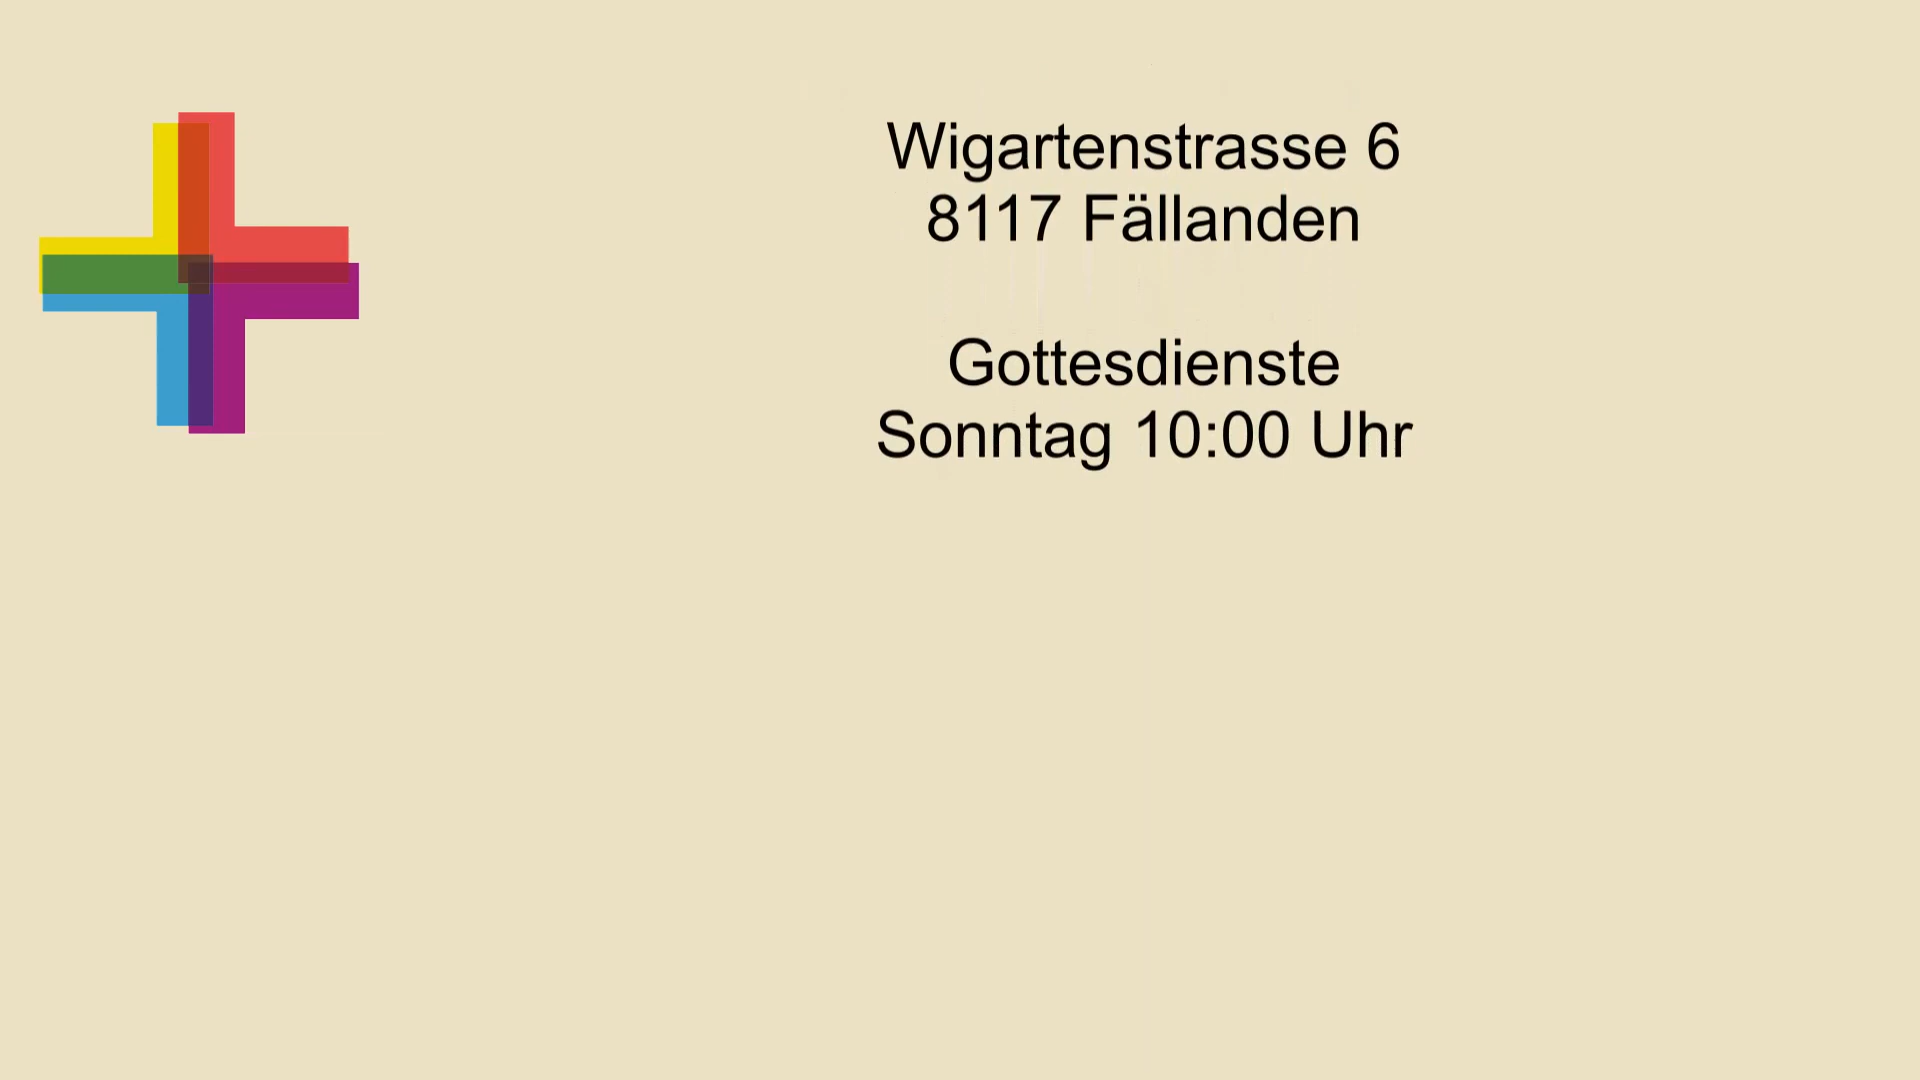 Wigartenstrasse 6
8117 Fällanden
Gottesdienste
Sonntag 10:00 Uhr